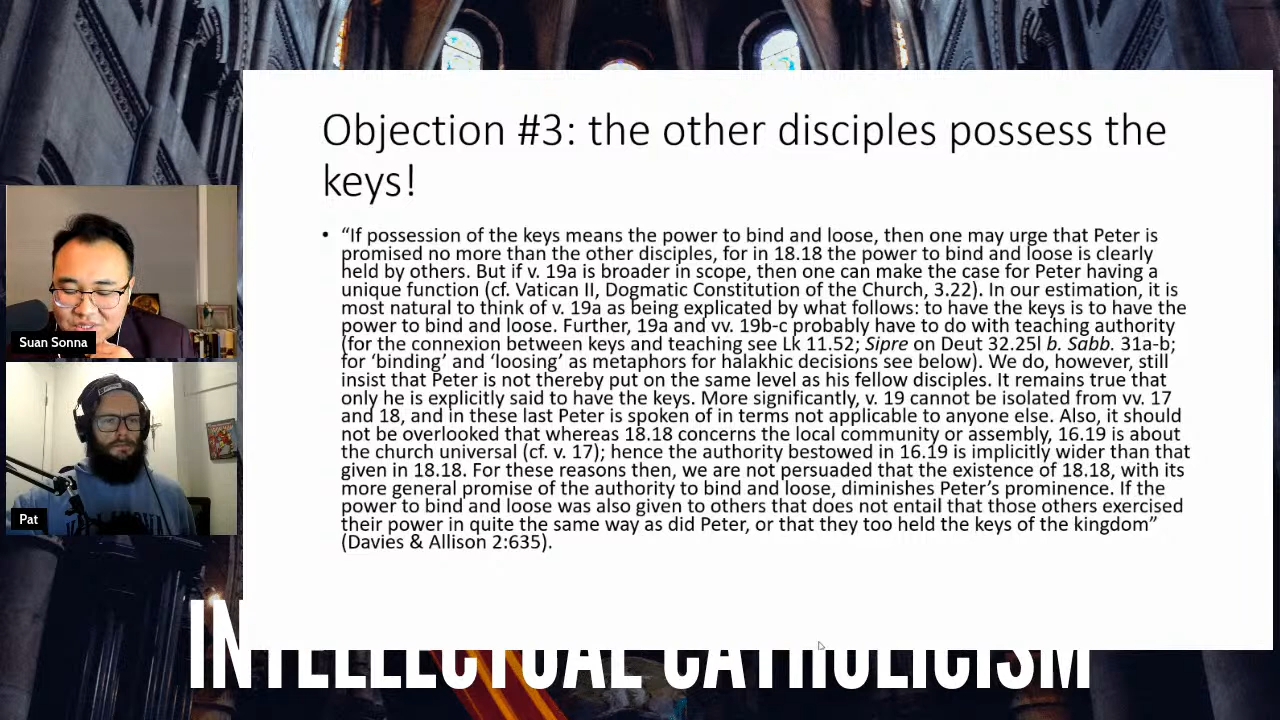 Objection #3: the other disciples possess the
keys!
• “If possession of the keys means the power to bind and loose, then one may urge that Peter is
promised no more than the other disciples, for in 18.18 the power to bind and loose is clearly
held by others. But if v. 19a is broader in scope, then one can make the case for Peter having a
unique function (cf. Vatican II, Dogmatic Constitution of the Church, 3.22). In our estimation, it is
most natural to think of v. 19a as being explicated by what follows: to have the keys is to have the
power to bind and loose. Further, 19a and vv. 19b-c probably have to do with teaching authority
(for the connexion between keys and teaching see Lk 11.52; Sipre on Deut 32.25l b. Sabb. 31a-b;
for ‘binding’ and ‘loosing’ as metaphors for halakhic decisions see below). We do, however, still
insist that Peter is not thereby put on the same level as his fellow disciples. It remains true that
only he is explicitly said to have the keys. More significantly, v. 19 cannot be isolated from vv. 17
and 18, and in these last Peter is spoken of in terms not applicable to anyone else. Also, it should
not be overlooked that whereas 18.18 concerns the local community or assembly, 16.19 is about
the church universal (cf. v. 17); hence the authority bestowed in 16.19 is implicitly wider than that
given in 18.18. For these reasons then, we are not persuaded that the existence of 18.18, with its
more general promise of the authority to bind and loose, diminishes Peter’s prominence. If the
power to bind and loose was also given to others that does not entail that those others exercised
their power in quite the same way as did Peter, or that they too held the keys of the kingdom”
(Davies & Allison 2:635).
Suan Sonna
Pat
INTELLECTUAL CATHOLICISM